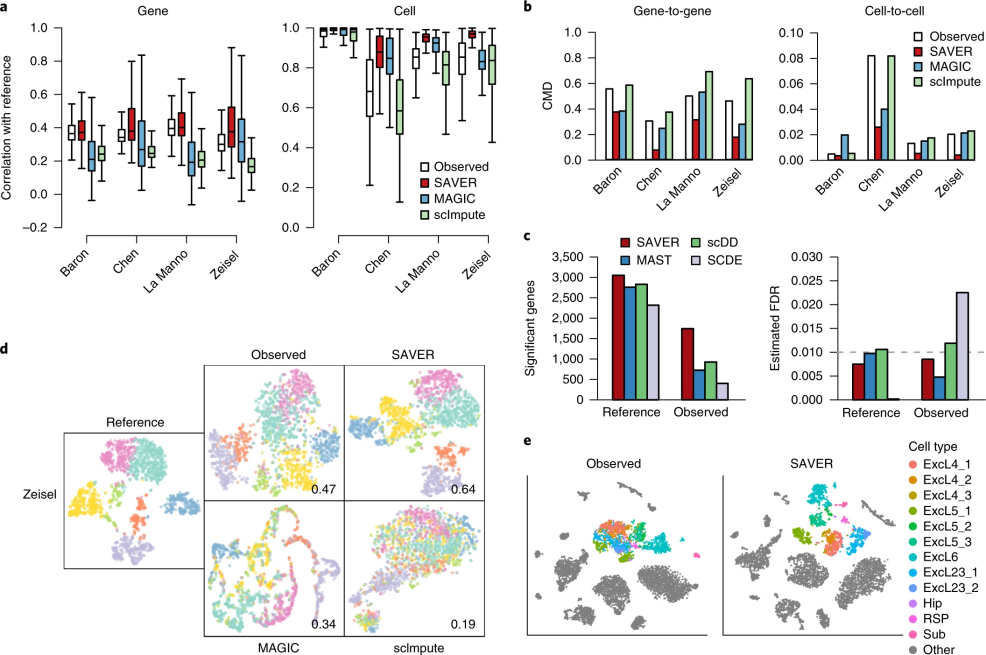 a
Gene
Cell
Correlation with reference
1.0
0.8
0.6
0.4
0.2
0.0
−0.2
Baron
Chen
La Manno
Zeisel
1.0
0.8
0.6
0.4
0.2
0.0
Observed
SAVER
MAGIC
scImpute
Baron
Chen
La Manno
Zeisel
b
Gene-to-gene
Cell-to-cell
CMD
1.0
0.8
0.6
0.4
0.2
0.0
Baron
Chen
La Manno
Zeisel
0.10
0.08
0.06
0.04
0.02
0.00
Observed
SAVER
MAGIC
scImpute
Baron
Chen
La Manno
Zeisel
c
SAVER
scDD
MAST
SCDE
Significant genes
3,500
3,000
2,500
2,000
1,500
1,000
500
0
Reference
Observed
Estimated FDR
0.030
0.025
0.020
0.015
0.010
0.005
0.000
Reference
Observed
d
Observed
SAVER
Reference
Zeisel
0.47
0.64
0.34
0.19
MAGIC
scImpute
e
Observed
SAVER
Cell type
ExcL4_1
ExcL4_2
ExcL4_3
ExcL5_1
ExcL5_2
ExcL5_3
ExcL6
ExcL23_1
ExcL23_2
Hip
RSP
Sub
Other